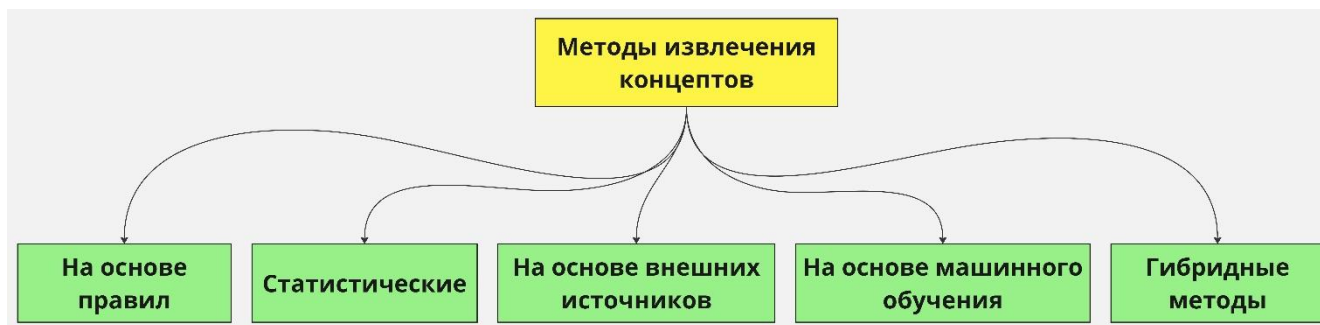 Методы извлечения
концептов
На основе
правил
Статистические
На основе внешних
источников
На основе машинного
обучения
Гибридные
методы